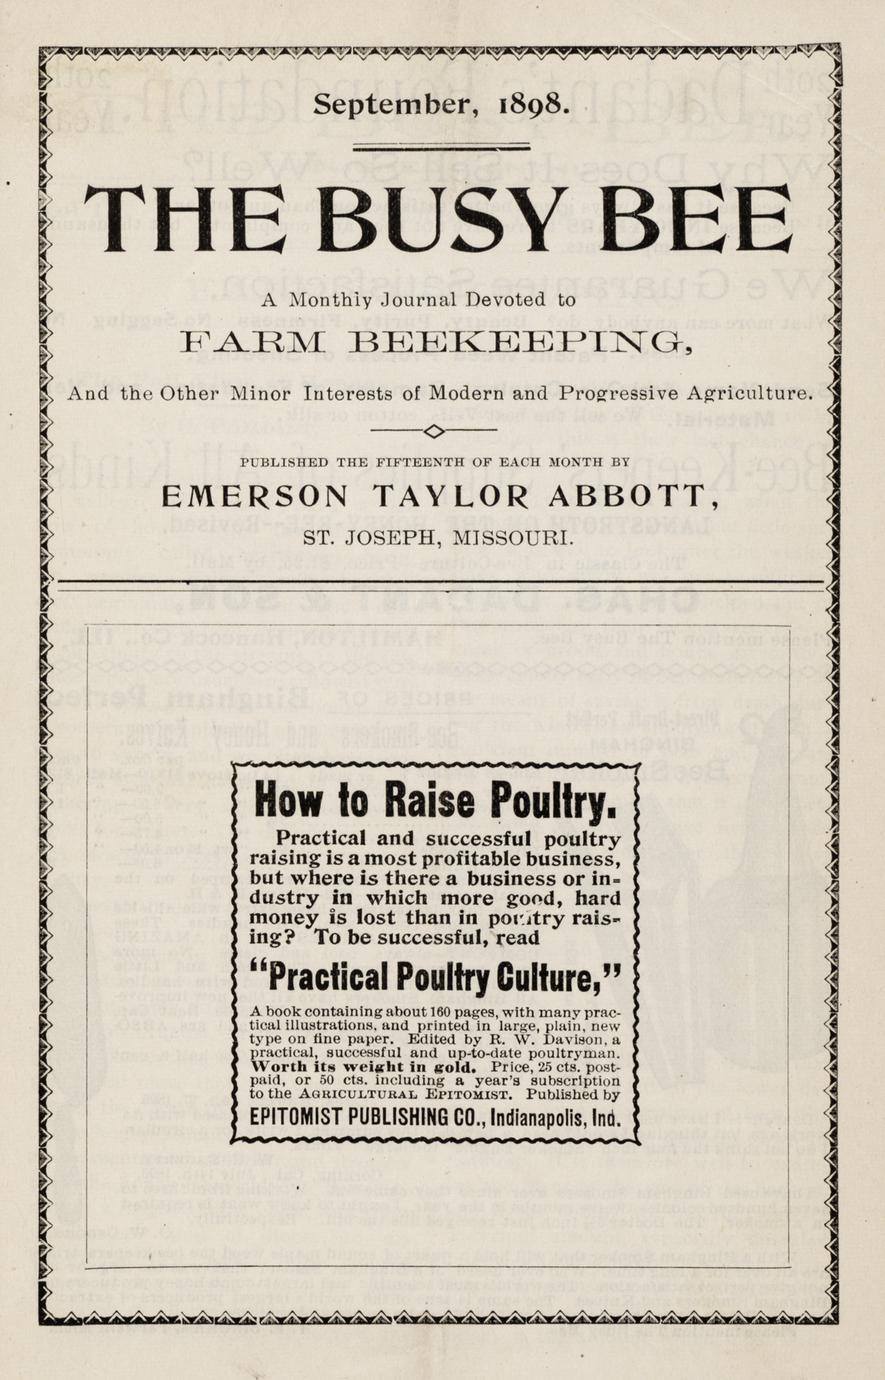 September, 1898.
THE BUSY BEE
A Monthly Journal Devoted to
FARM BEEKEEPING,
And the Other Minor Interests of Modern and Progressive Agriculture.
PUBLISHED THE FIFTEENTH OF EACH MONTH BY
EMERSON TAYLOR ABBOTT,
ST. JOSEPH, MISSOURI.
How to Raise Poultry.
Practical and successful poultry
raising is a most profitable business,
but where is there a business or in-
dustry in which more good, hard
money is lost than in poultry rais-
ing? To be successful, read
“Practical Poultry Culture,”
A book containing about 160 pages, with many prac-
tical illustrations, and printed in large, plain, new
type on fine paper. Edited by R. W. Davison, a
practical, successful and up-to-date poultryman.
Worth its weight in gold. Price, 25 cts. post-
paid, or 50 cts. including a year's subscription
to the AGRICULTURAL EPITOMIST. Published by
EPITOMIST PUBLISHING CO., Indianapolis, Ind.